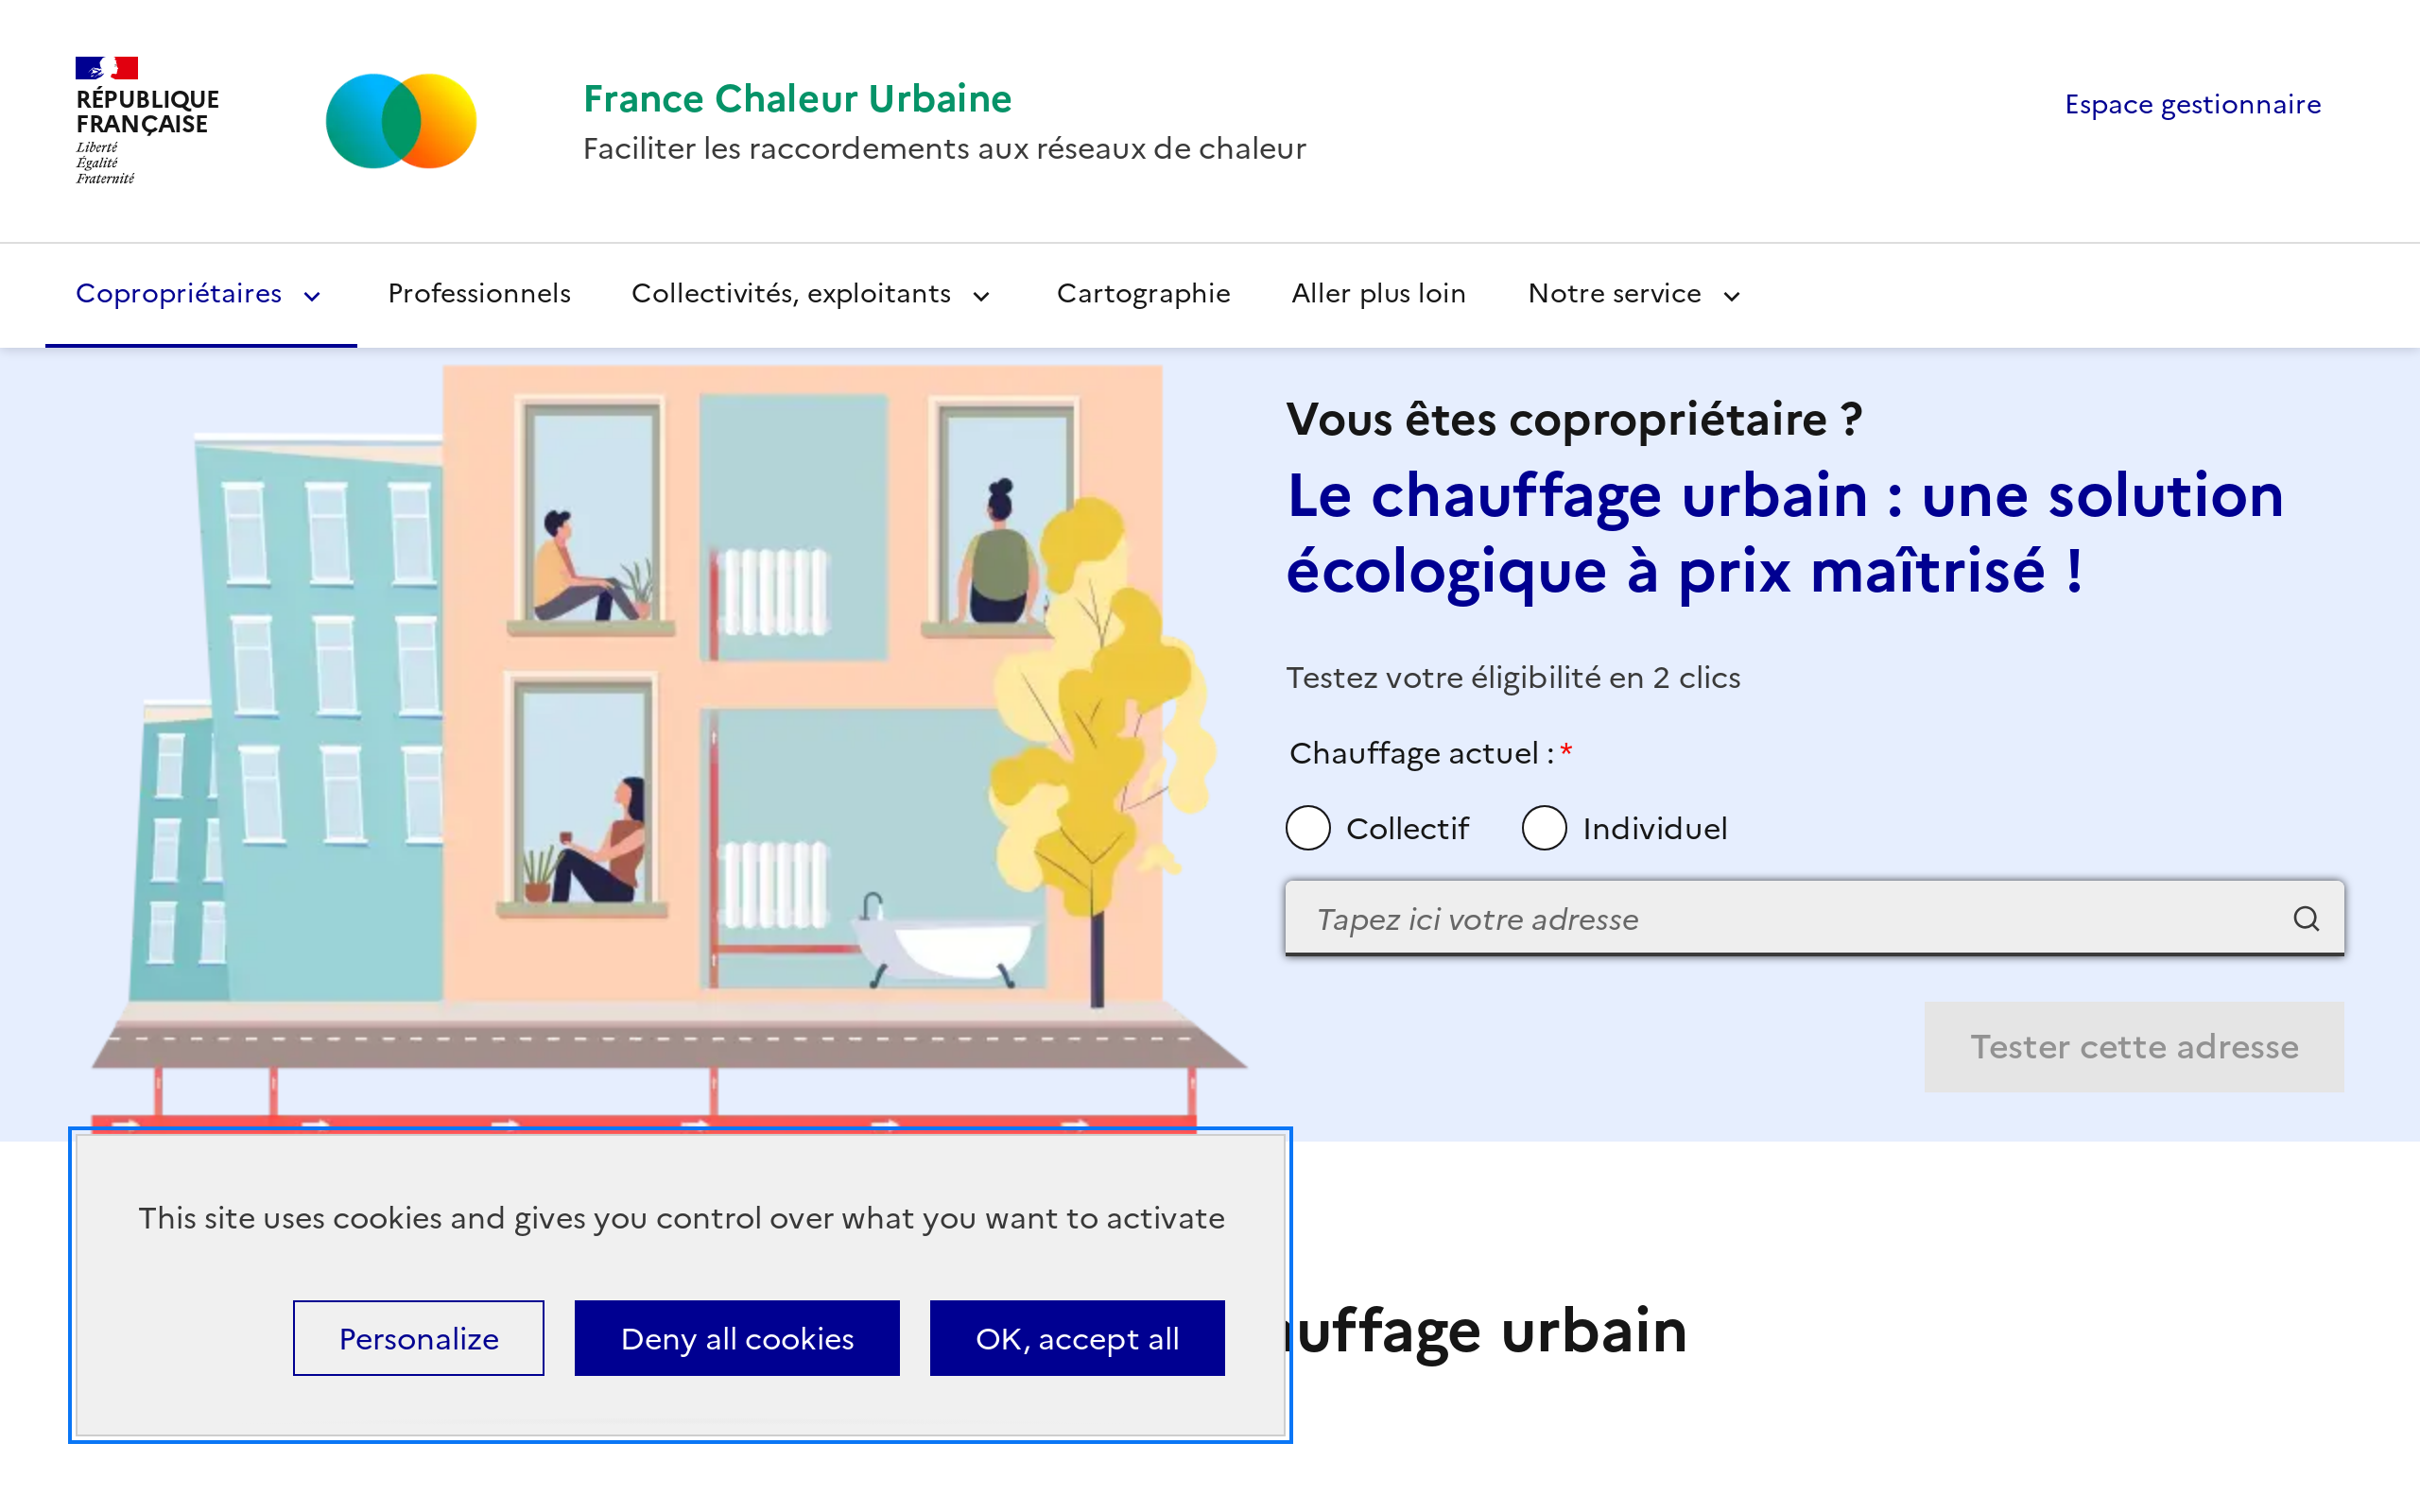 RÉPUBLIQUE
FRANÇAISE
Liberté
Égalité
Fraternité
France Chaleur Urbaine
Faciliter les raccordements aux réseaux de chaleur
Espace gestionnaire
Copropriétaires
Professionnels
Collectivités, exploitants
Cartographie
Aller plus loin
Notre service
Vous êtes copropriétaire ?
Le chauffage urbain : une solution
écologique à prix maîtrisé !
Testez votre éligibilité en 2 clics
Chauffage actuel : *
Collectif
Individuel
Tapez ici votre adresse
Tester cette adresse
This site uses cookies and gives you control over what you want to activate
Personalize
Deny all cookies
OK, accept all
uffage urbain